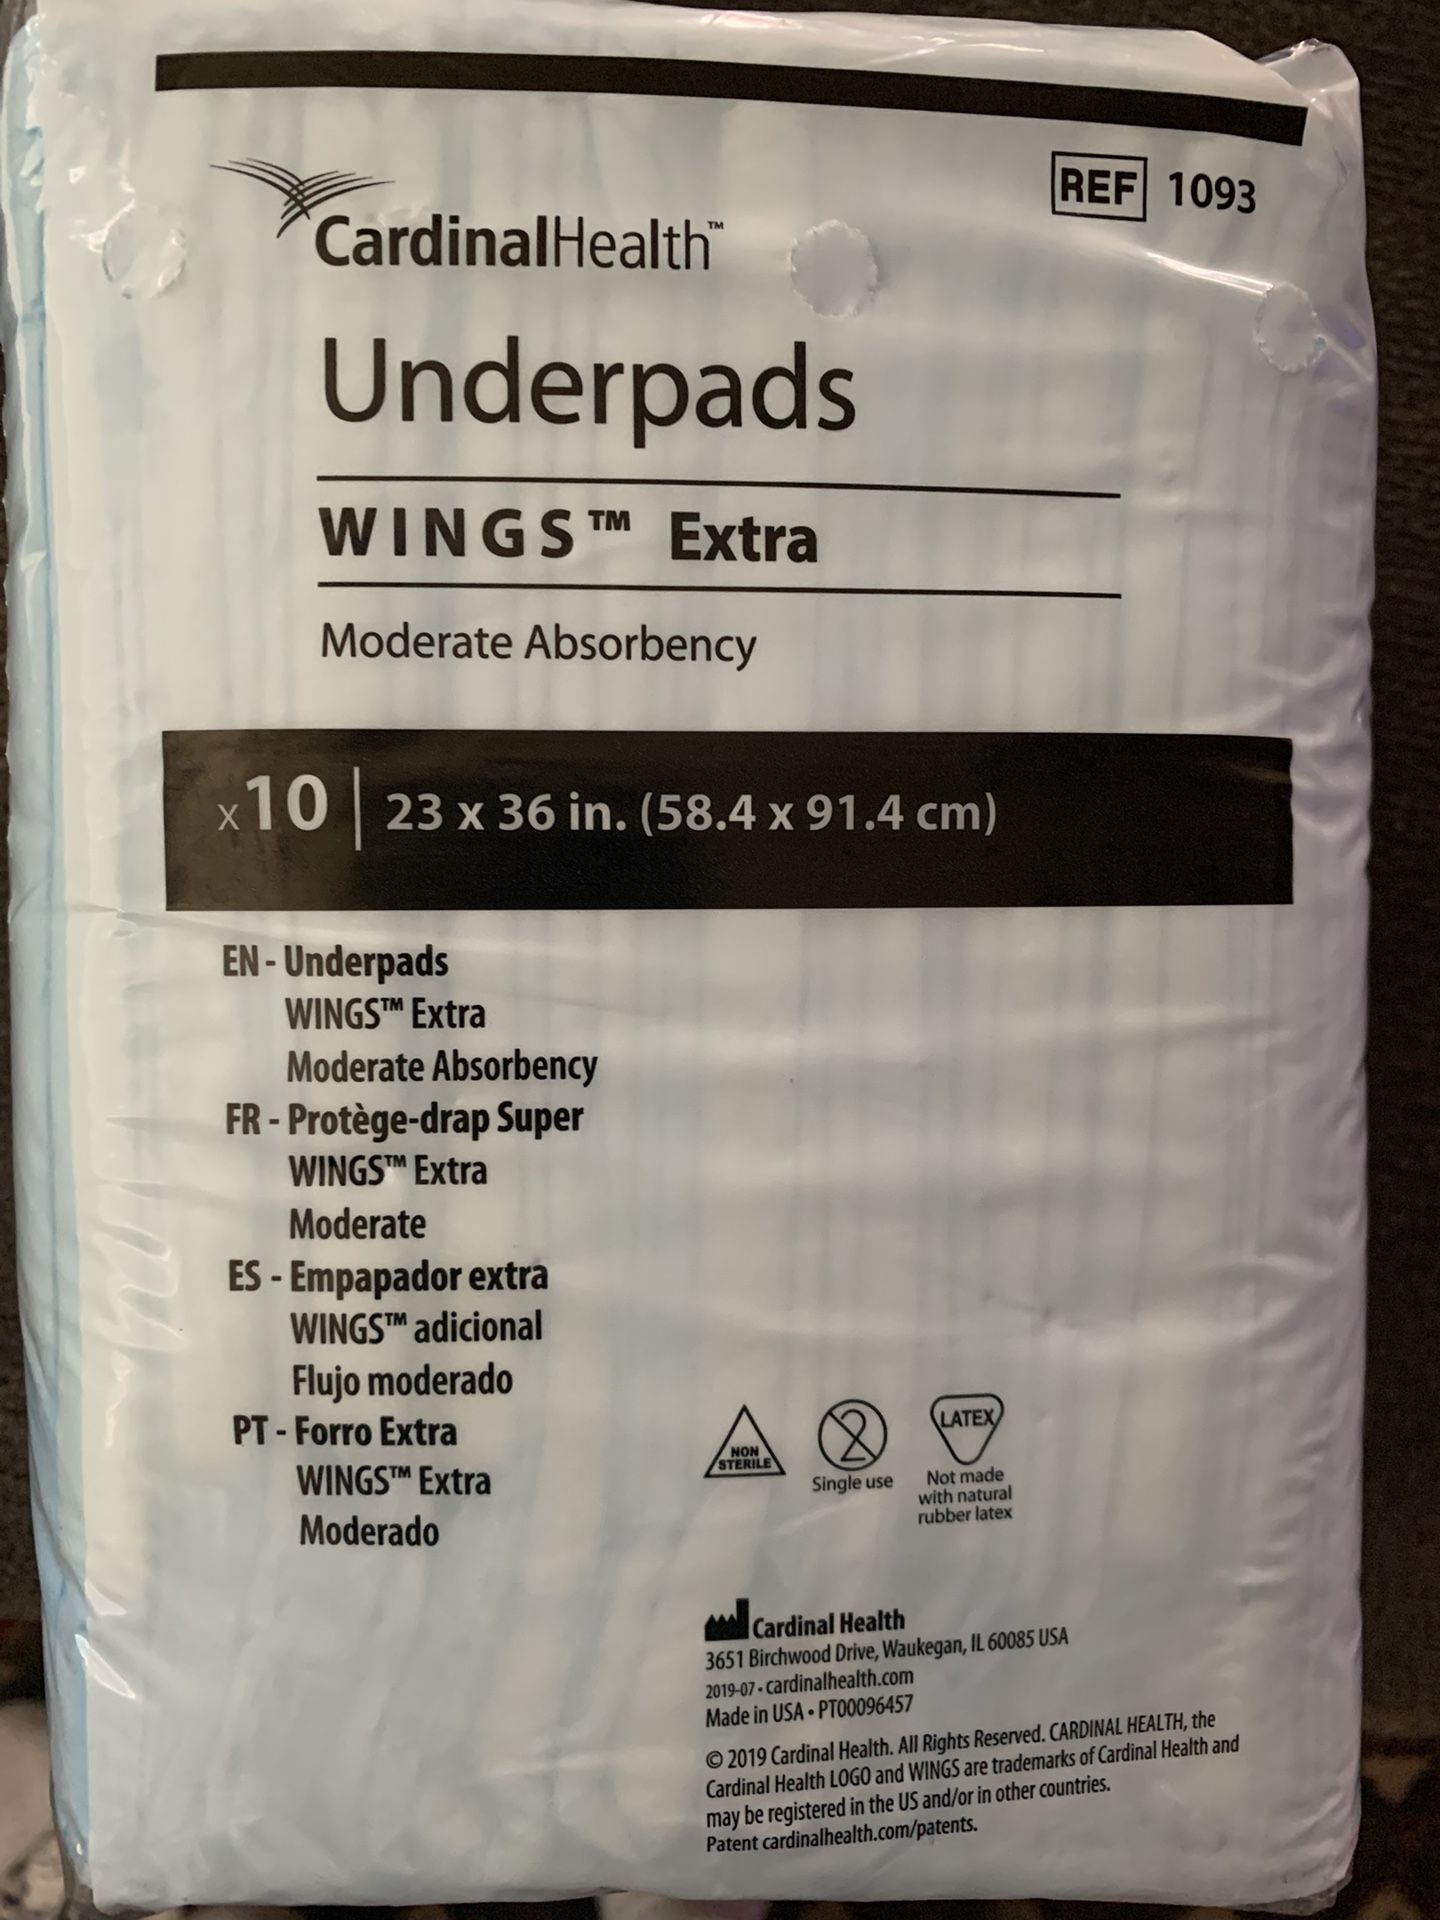 CardinalHealth™
REF 1093
Underpads
WINGS™ Extra
Moderate Absorbency
x10 | 23 x 36 in. (58.4 x 91.4 cm)
EN - Underpads
WINGS™ Extra
Moderate Absorbency
FR - Protège-drap Super
WINGS™ Extra
Moderate
ES - Empapador extra
WINGS™ adicional
Flujo moderado
PT - Forro Extra
WINGS™ Extra
Moderado
NON
STERILE
2
Single use
LATEX
Not made
with natural
rubber latex
Cardinal Health
3651 Birchwood Drive, Waukegan, IL 60085 USA
2019-07 • cardinalhealth.com
Made in USA • PT00096457
© 2019 Cardinal Health. All Rights Reserved. CARDINAL HEALTH, the
Cardinal Health LOGO and WINGS are trademarks of Cardinal Health and
may be registered in the US and/or in other countries.
Patent cardinalhealth.com/patents.